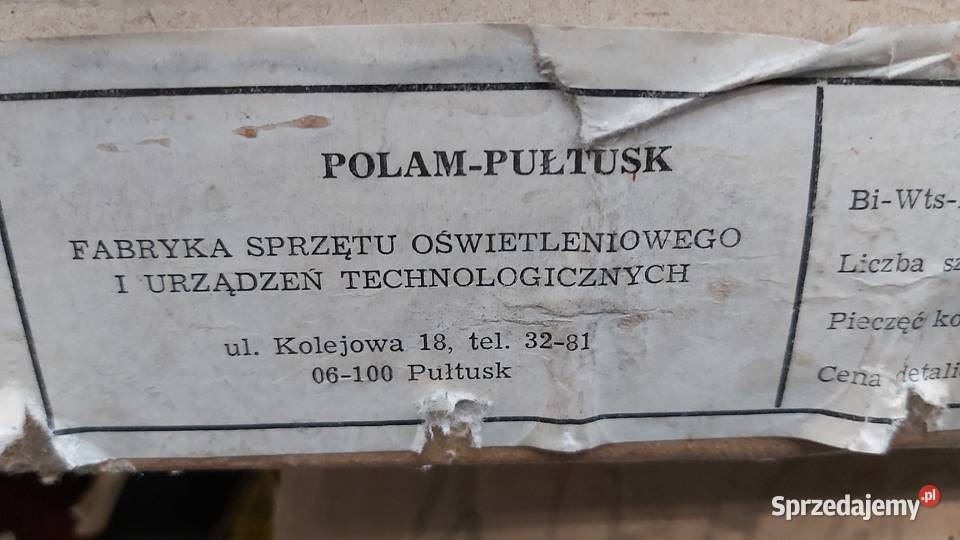 POLAM-PUŁTUSK
FABRYKA SPRZĘTU OŚWIETLENIOWEGO
I URZĄDZEŃ TECHNOLOGICZNYCH
ul. Kolejowa 18, tel. 32-81
06-100 Pułtusk
Bi-Wts-
Liczba
Pieczęć
Cena
Sprzedajemy.pl